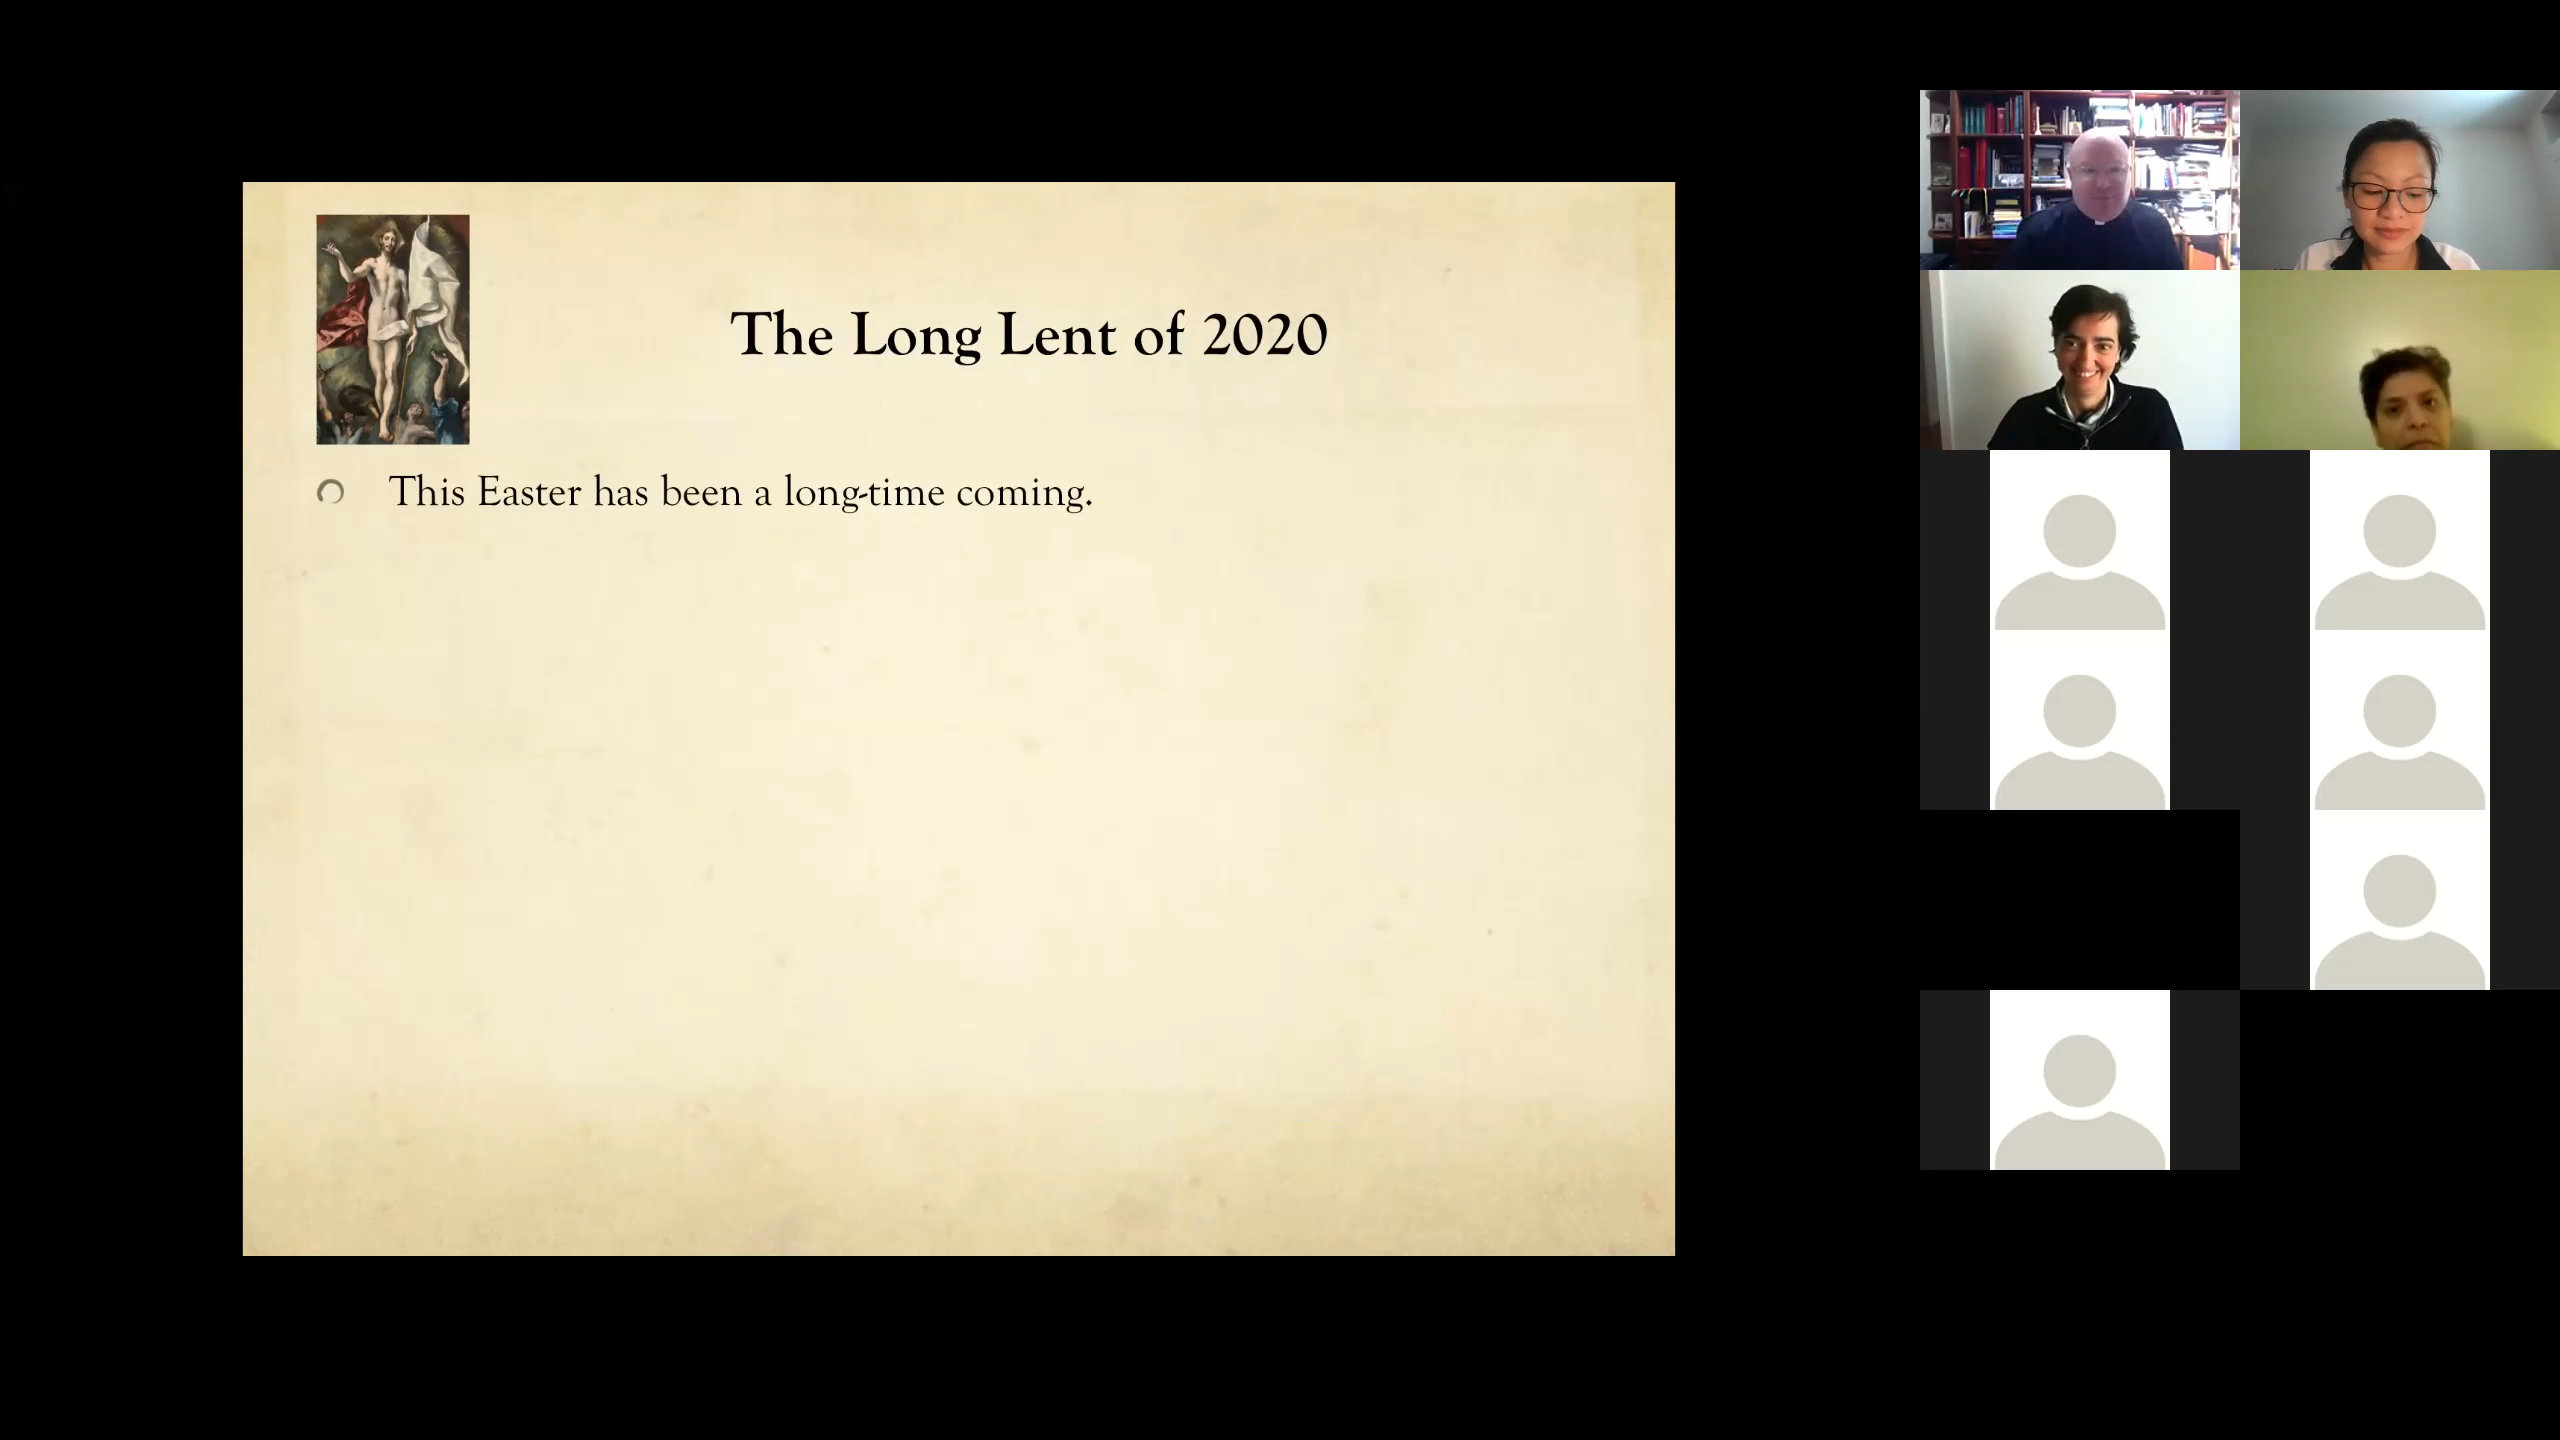 The Long Lent of 2020
This Easter has been a long-time coming.